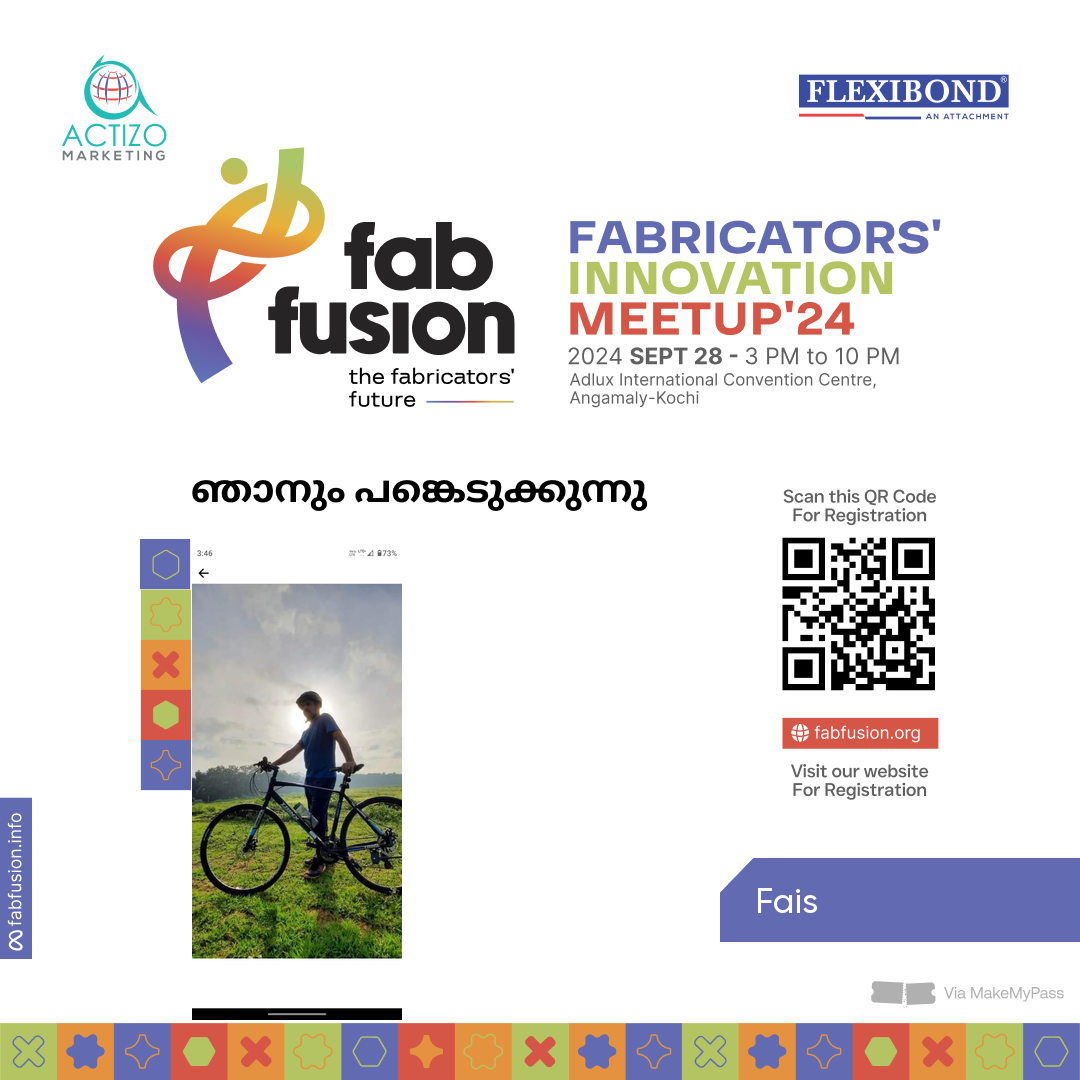 ACTIZO
MARKETING
FLEXIBOND®
AN ATTACHMENT
fab
fusion
the fabricators'
future
FABRICATORS'
INNOVATION
MEETUP'24
2024 SEPT 28 - 3 PM to 10 PM
Adlux International Convention Centre,
Angamaly-Kochi
ഞാനും പങ്കെടുക്കുന്നു
Scan this QR Code
For Registration
3:46
73%
fabfusion.org
Visit our website
For Registration
fabfusion.info
Fais
Via MakeMyPass